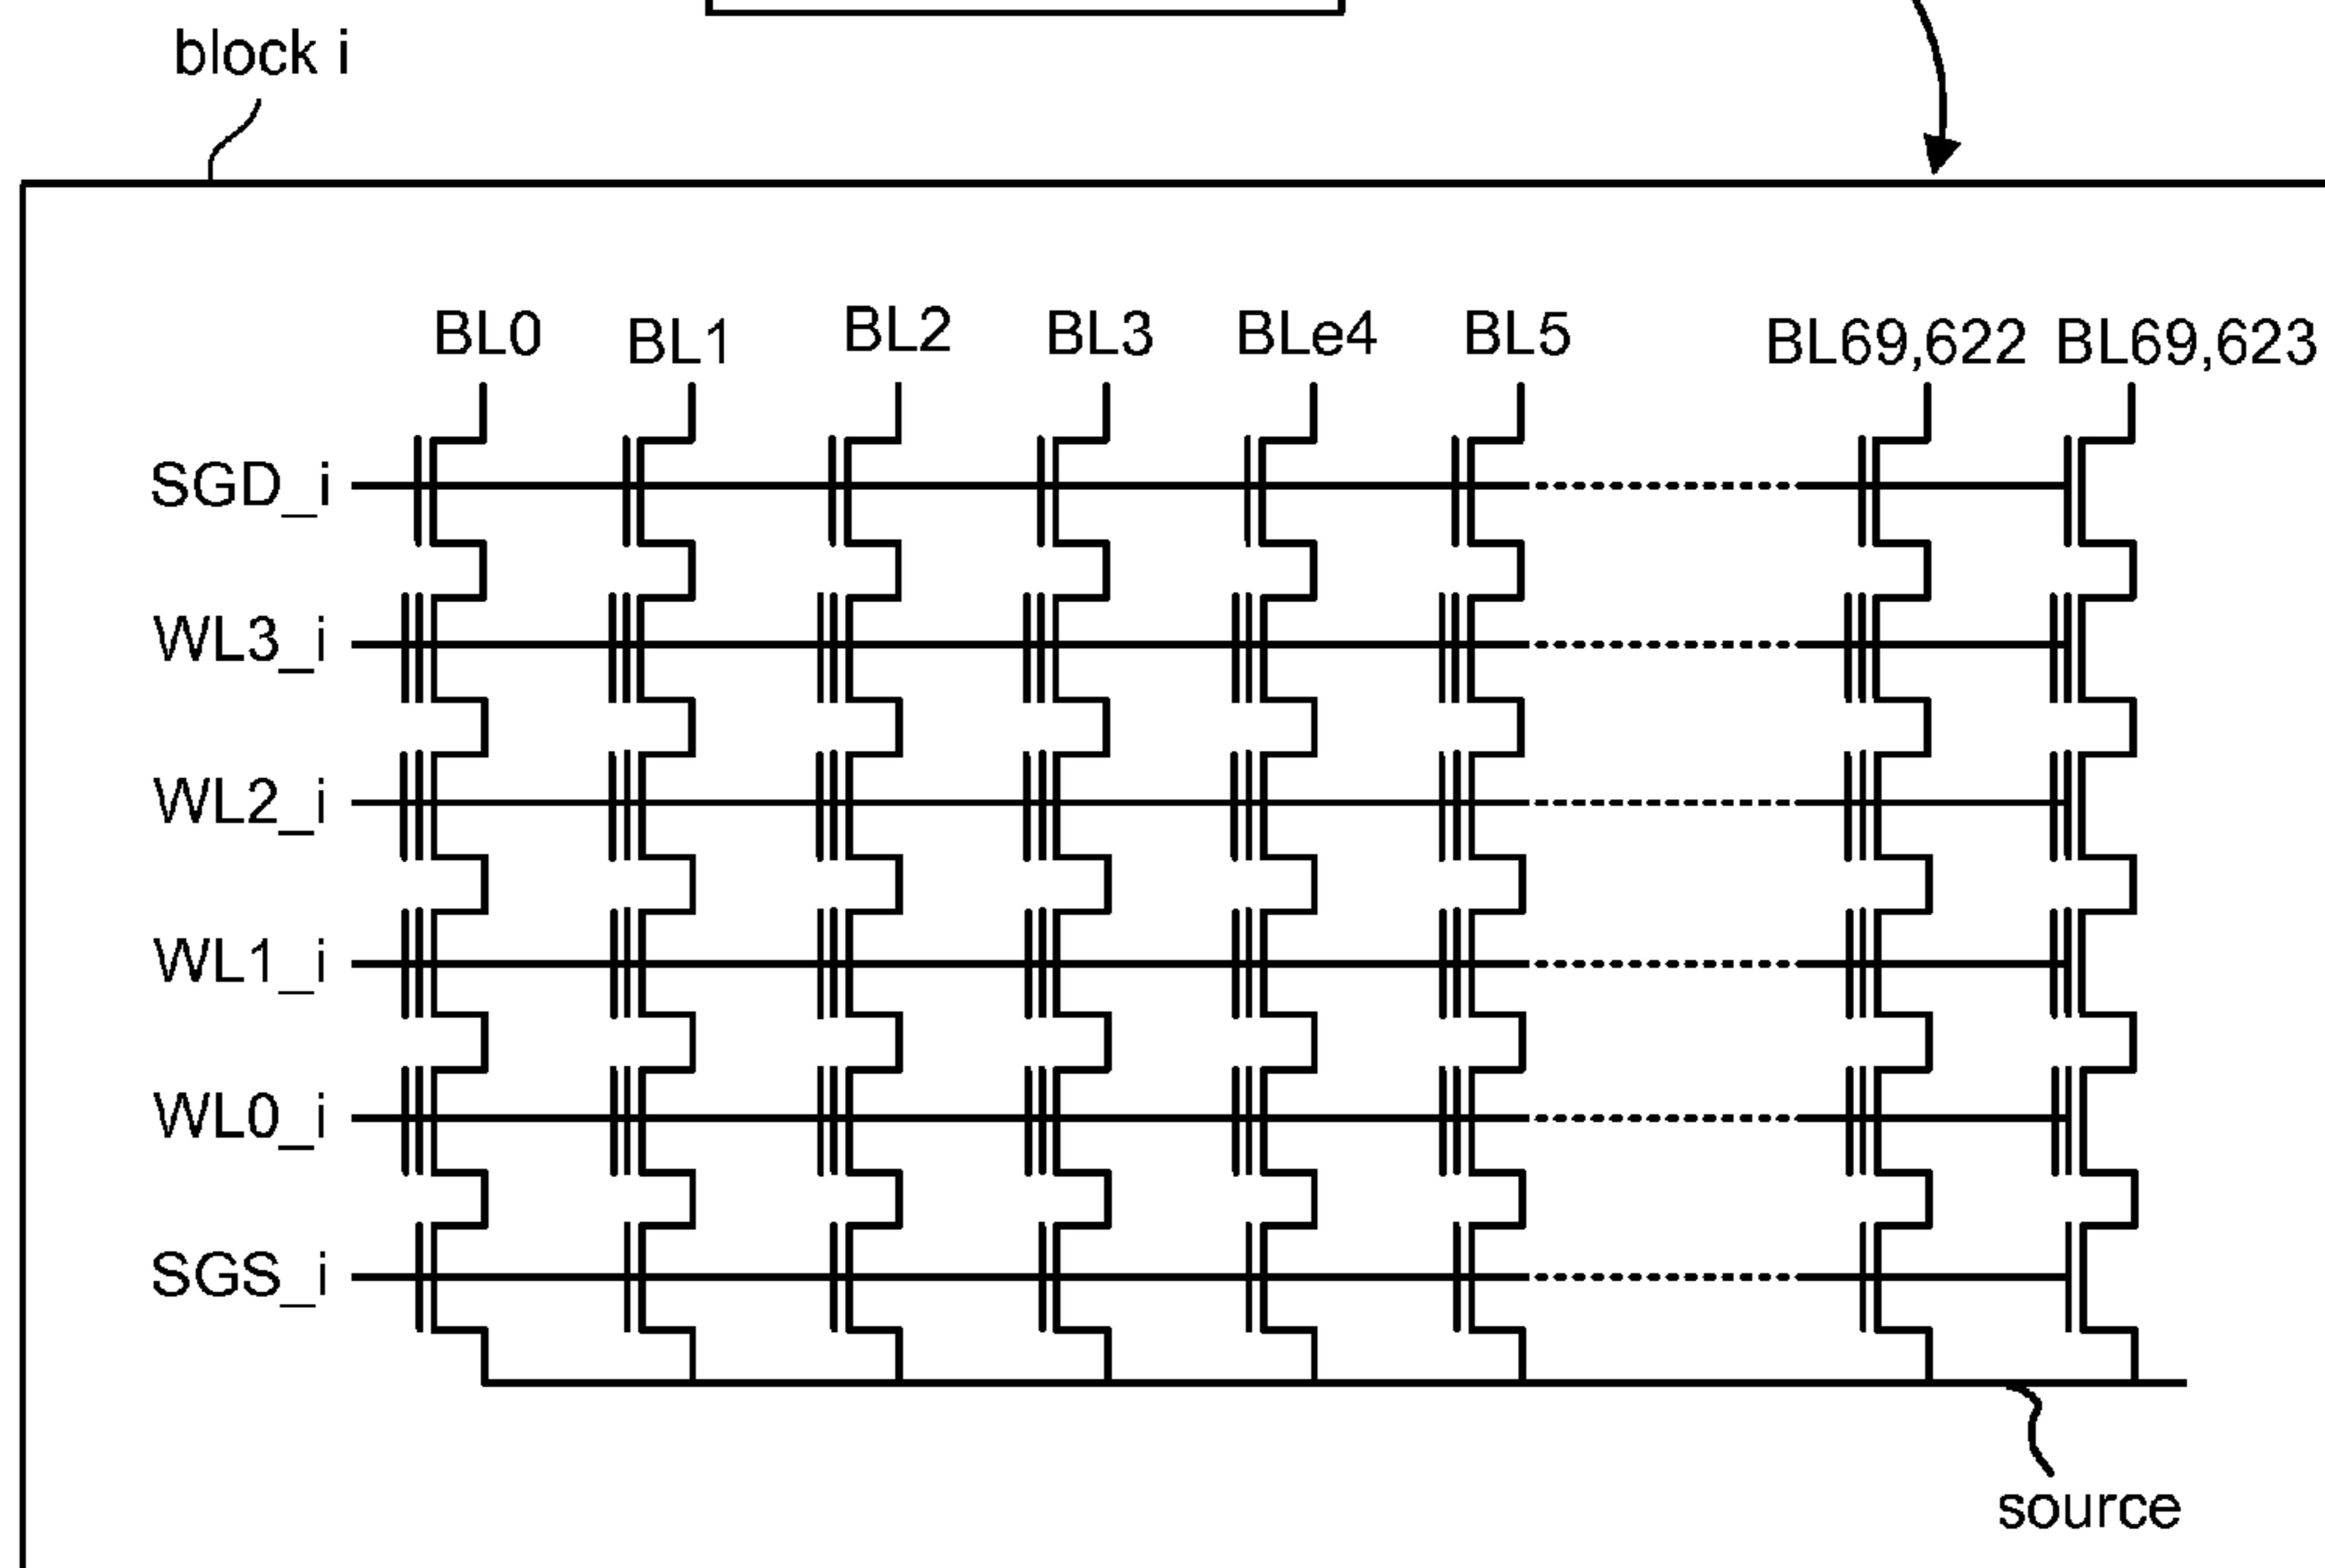 block i
BL0 BL1 BL2 BL3 BLe4 BL5 BL69,622 BL69,623
SGD_i
WL3_i
WL2_i
WL1_i
WL0_i
SGS_i
source